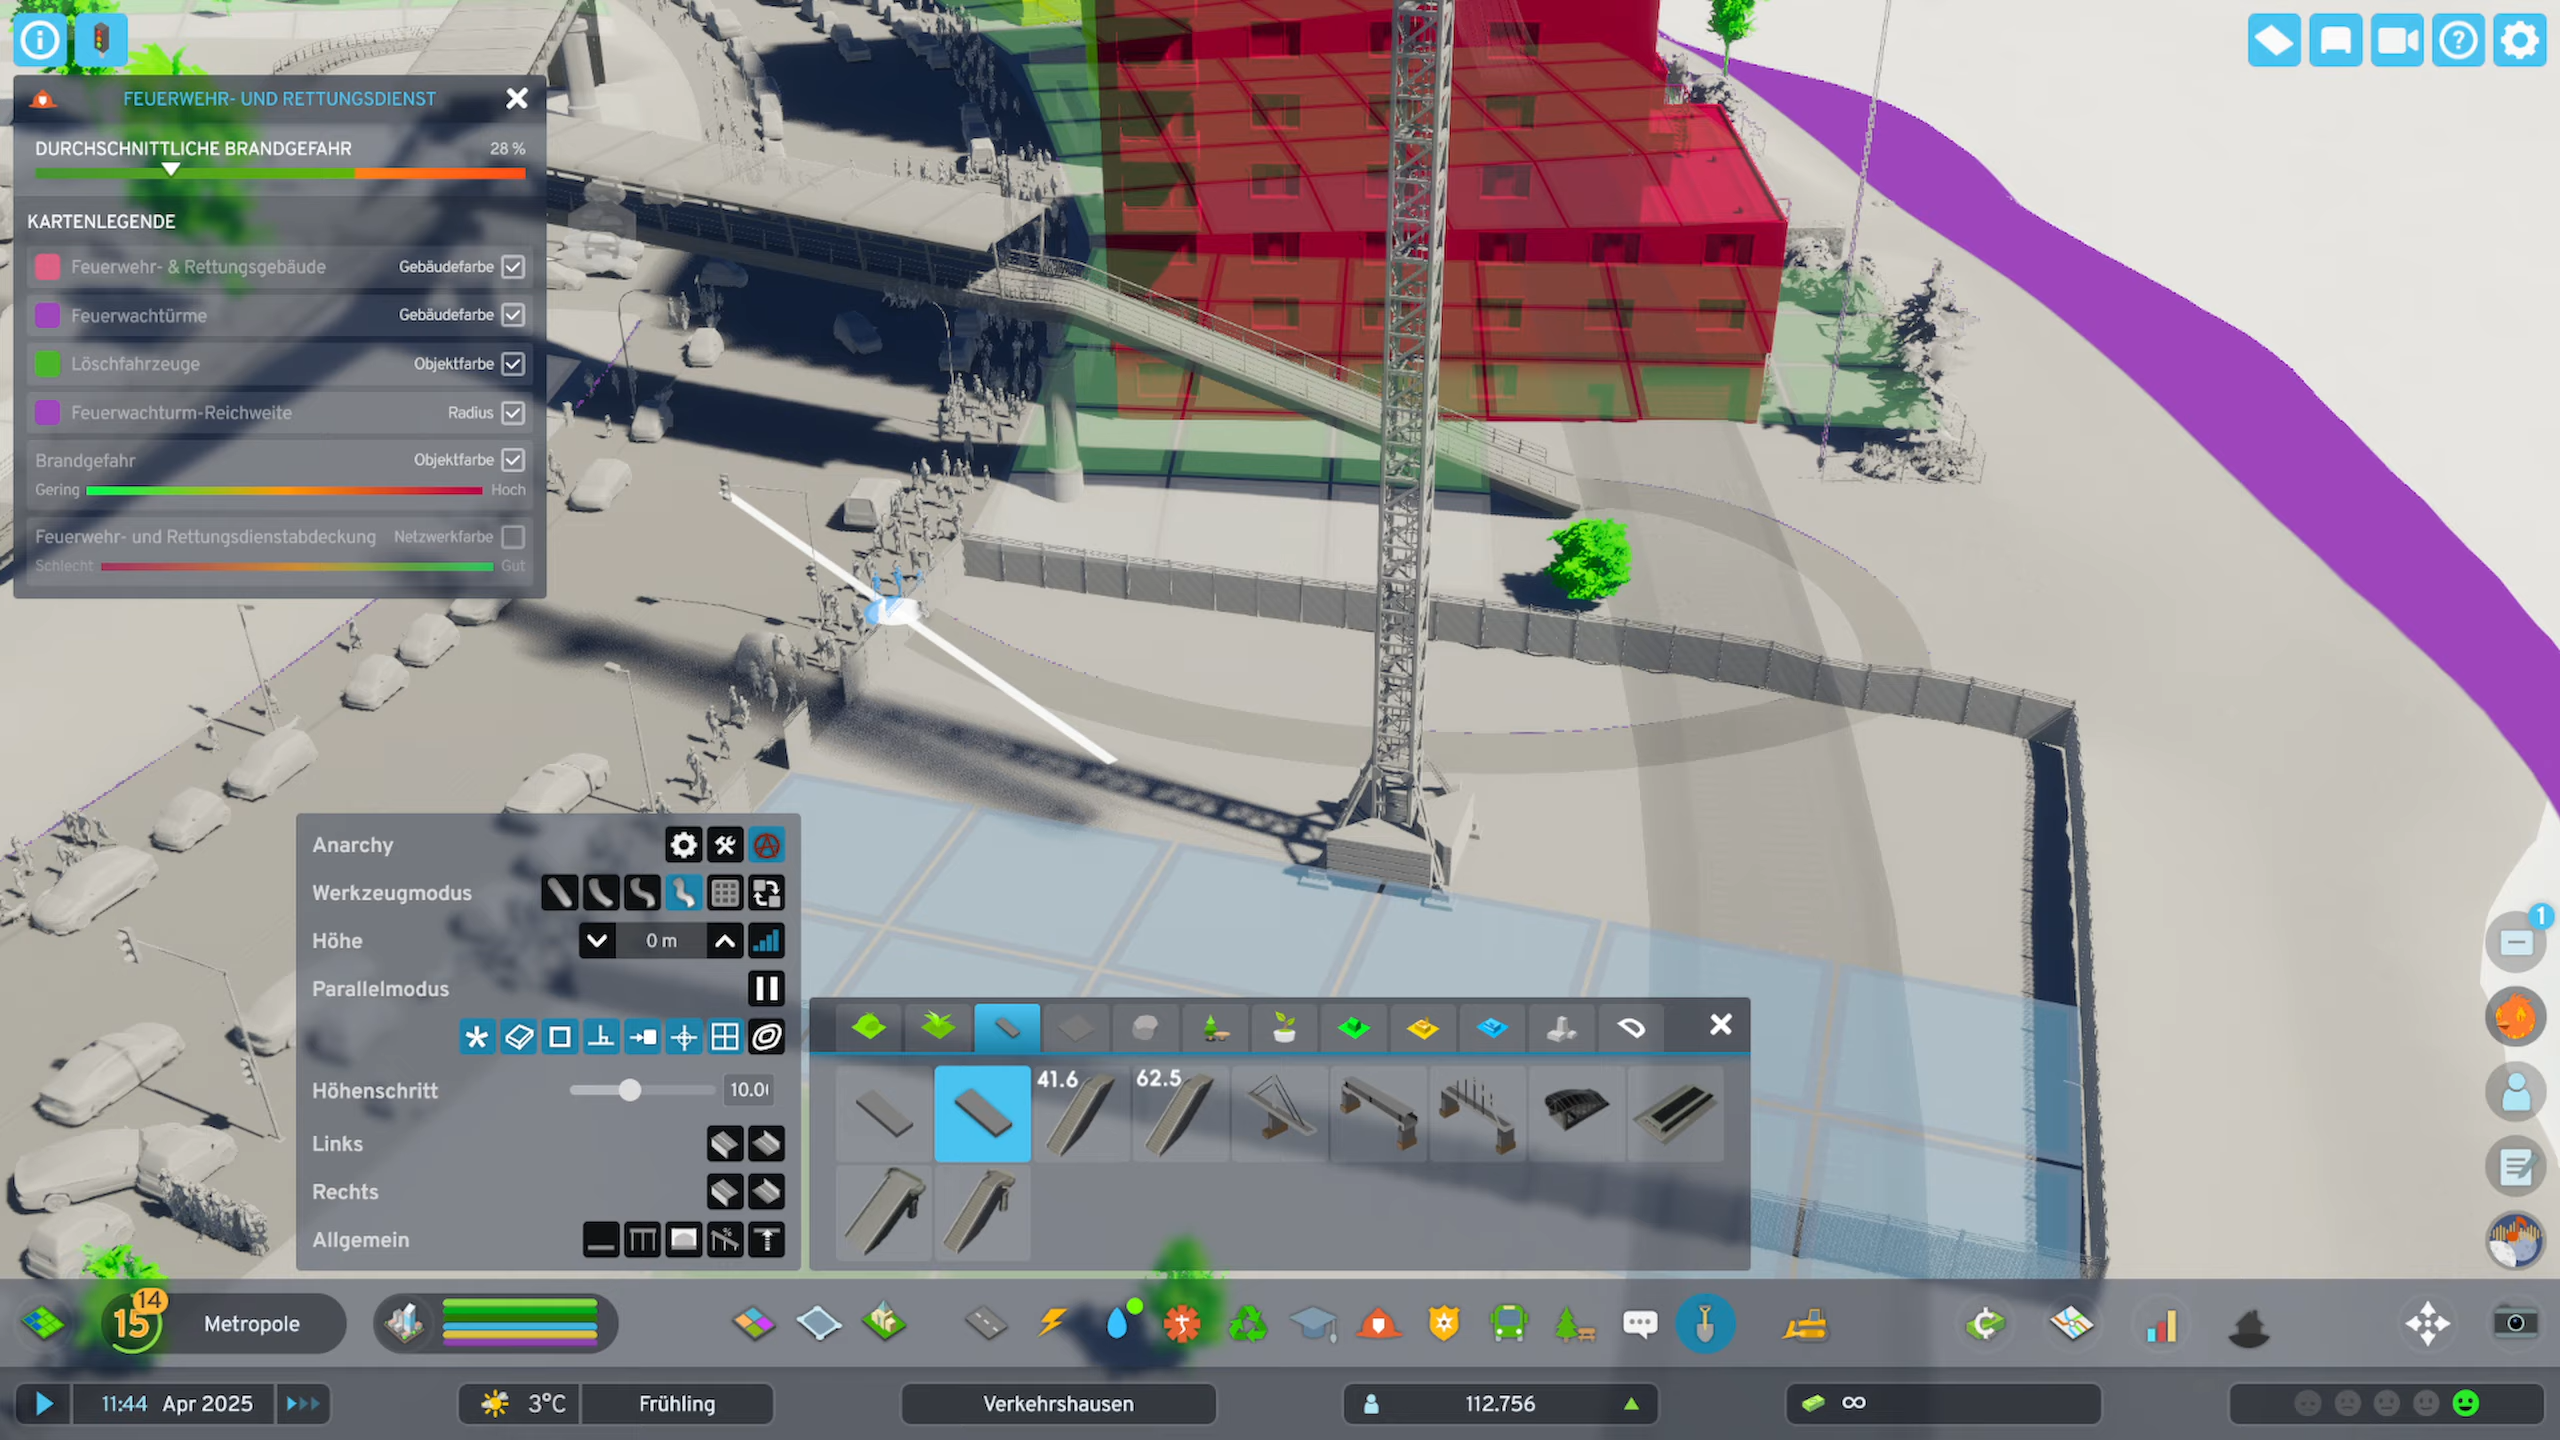 FEUERWEHR- UND RETTUNGSDIENST
DURCHSCHNITTLICHE BRANDGEFAHR 28 %
KARTENLEGENDE
Feuerwehr- & Rettungsgebäude Gebäudefarbe
Feuerwachtürme Gebäudefarbe
Löschfahrzeuge Objektfarbe
Feuerwachturm-Reichweite Radius
Brandgefahr Objektfarbe
Gering Hoch
Feuerwehr- und Rettungsdienstabdeckung Netzwerkfarbe
Schlecht Gut
Anarchy
Werkzeugmodus
Höhe 0 m
Parallelmodus
Höhenschritt 10.0
Links
Rechts
Allgemein
41.6 62.5
1
15 14 Metropole
11:44 Apr 2025 3°C Frühling Verkehrshausen 112.756 ∞